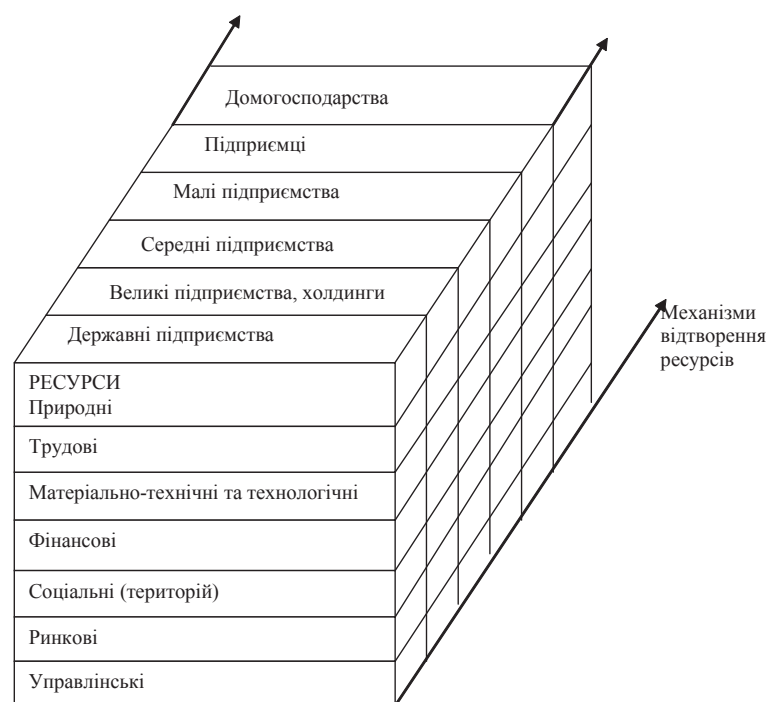 Домогосподарства
Підприємці
Малі підприємства
Середні підприємства
Великі підприємства, холдинги
Державні підприємства
Механізми
відтворення
ресурсів
РЕСУРСИ
Природні
Трудові
Матеріально-технічні та технологічні
Фінансові
Соціальні (територій)
Ринкові
Управлінські